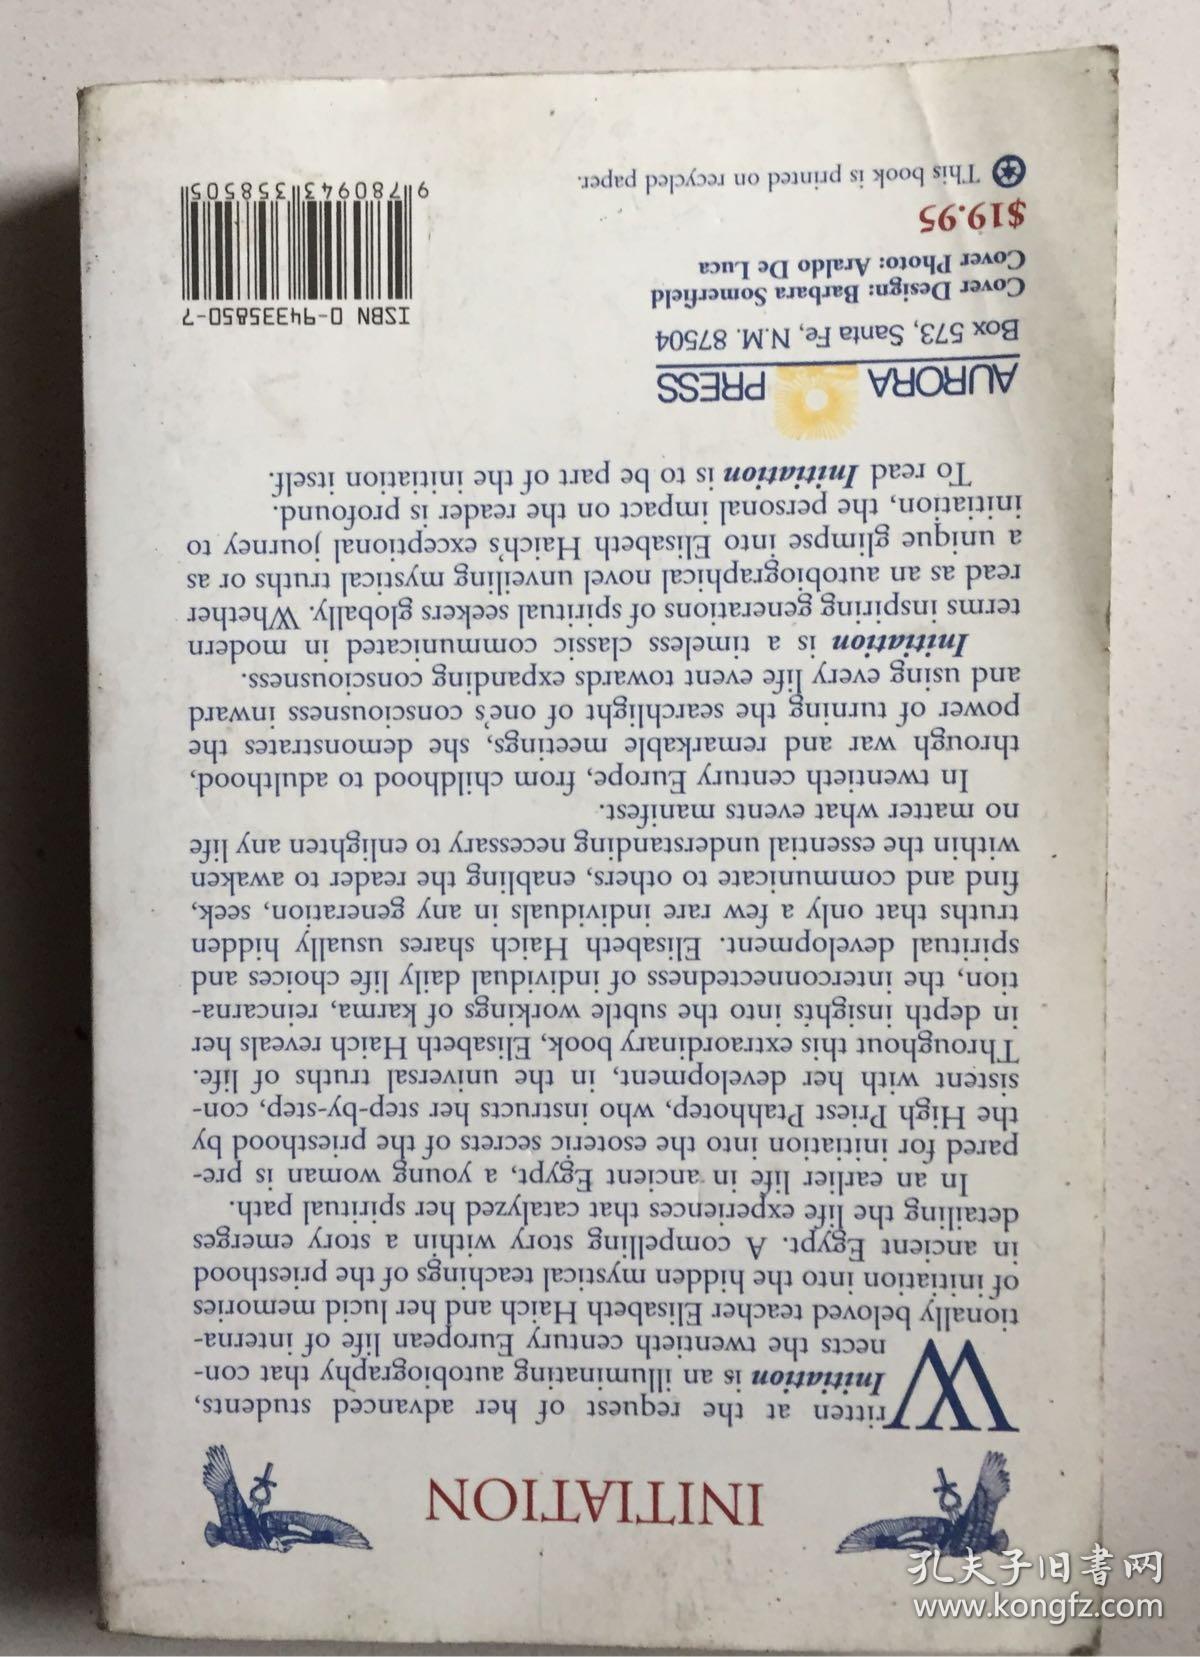 INITIATION
Written at the request of her advanced students,
Initiation is an illuminating autobiography that con-
nects the twentieth century European life of interna-
tionally beloved teacher Elisabeth Haich and her lucid memories
of initiation into the hidden mystical teachings of the priesthood
in ancient Egypt. A compelling story within a story emerges
detailing the life experiences that catalyzed her spiritual path.
In an earlier life in ancient Egypt, a young woman is pre-
pared for initiation into the esoteric secrets of the priesthood by
the High Priest Ptahhotep, who instructs her step-by-step, con-
sistent with her development, in the universal truths of life.
Throughout this extraordinary book, Elisabeth Haich reveals her
in depth insights into the subtle workings of karma, reincarna-
tion, the interconnectedness of individual daily life choices and
spiritual development. Elisabeth Haich shares usually hidden
truths that only a few rare individuals in any generation, seek,
find and communicate to others, enabling the reader to awaken
within the essential understanding necessary to enlighten any life
no matter what events manifest.
In twentieth century Europe, from childhood to adulthood,
through war and remarkable meetings, she demonstrates the
power of turning the searchlight of one's consciousness inward
and using every life event towards expanding consciousness.
Initiation is a timeless classic communicated in modern
terms inspiring generations of spiritual seekers globally. Whether
read as an autobiographical novel unveiling mystical truths or as
a unique glimpse into Elisabeth Haich's exceptional journey to
initiation, the personal impact on the reader is profound.
To read Initiation is to be part of the initiation itself.
AURORA PRESS
Box 573, Santa Fe, N.M. 87504
Cover Design: Barbara Somerfield
Cover Photo: Araldo De Luca
$19.95
This book is printed on recycled paper.
ISBN 0-94335850-7
9 780943 358505
孔夫子旧书网
www.kongfz.com